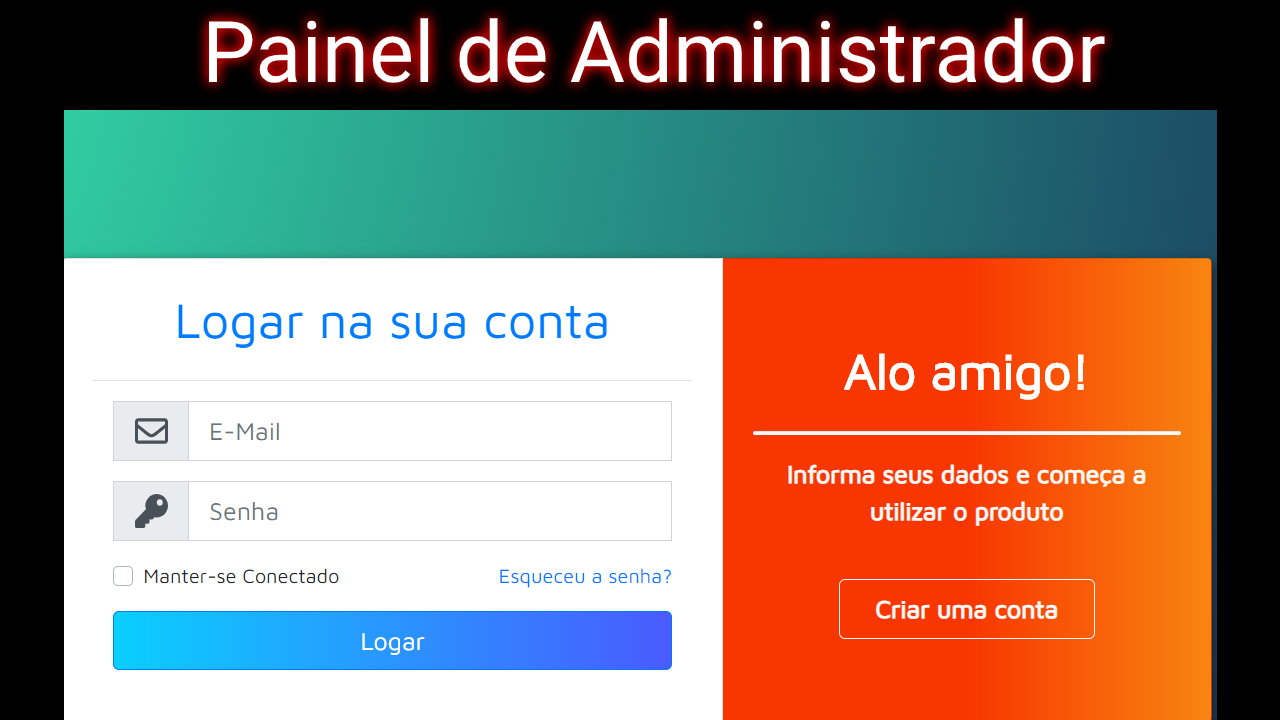 Painel de Administrador
Logar na sua conta
E-Mail
Senha
Manter-se Conectado
Esqueceu a senha?
Logar
Alo amigo!
Informa seus dados e começa a
utilizar o produto
Criar uma conta